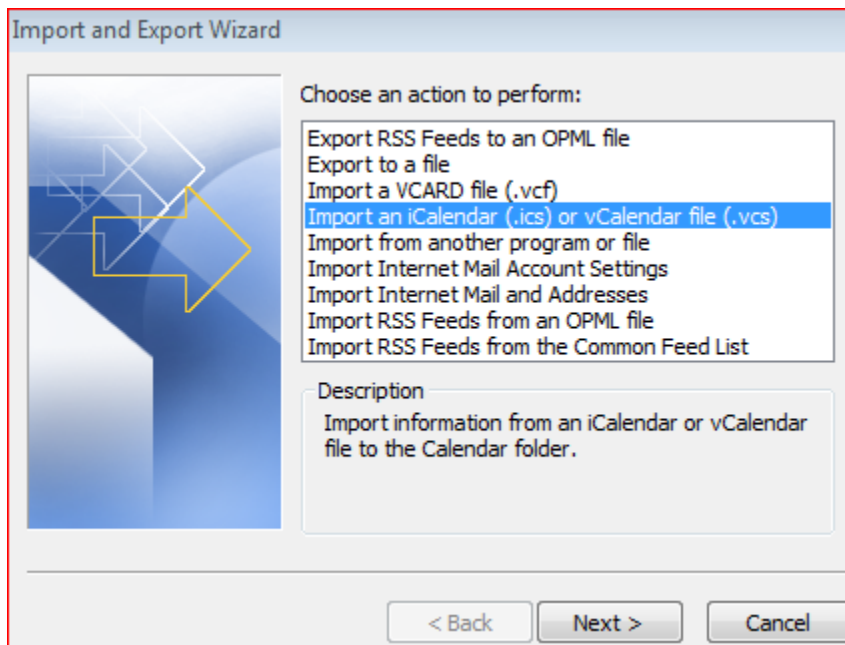 Import and Export Wizard
Choose an action to perform:
Export RSS Feeds to an OPML file
Export to a file
Import a VCARD file (.vcf)
Import an iCalendar (.ics) or vCalendar file (.vcs)
Import from another program or file
Import Internet Mail Account Settings
Import Internet Mail and Addresses
Import RSS Feeds from an OPML file
Import RSS Feeds from the Common Feed List
Description
Import information from an iCalendar or vCalendar
file to the Calendar folder.
< Back Next > Cancel